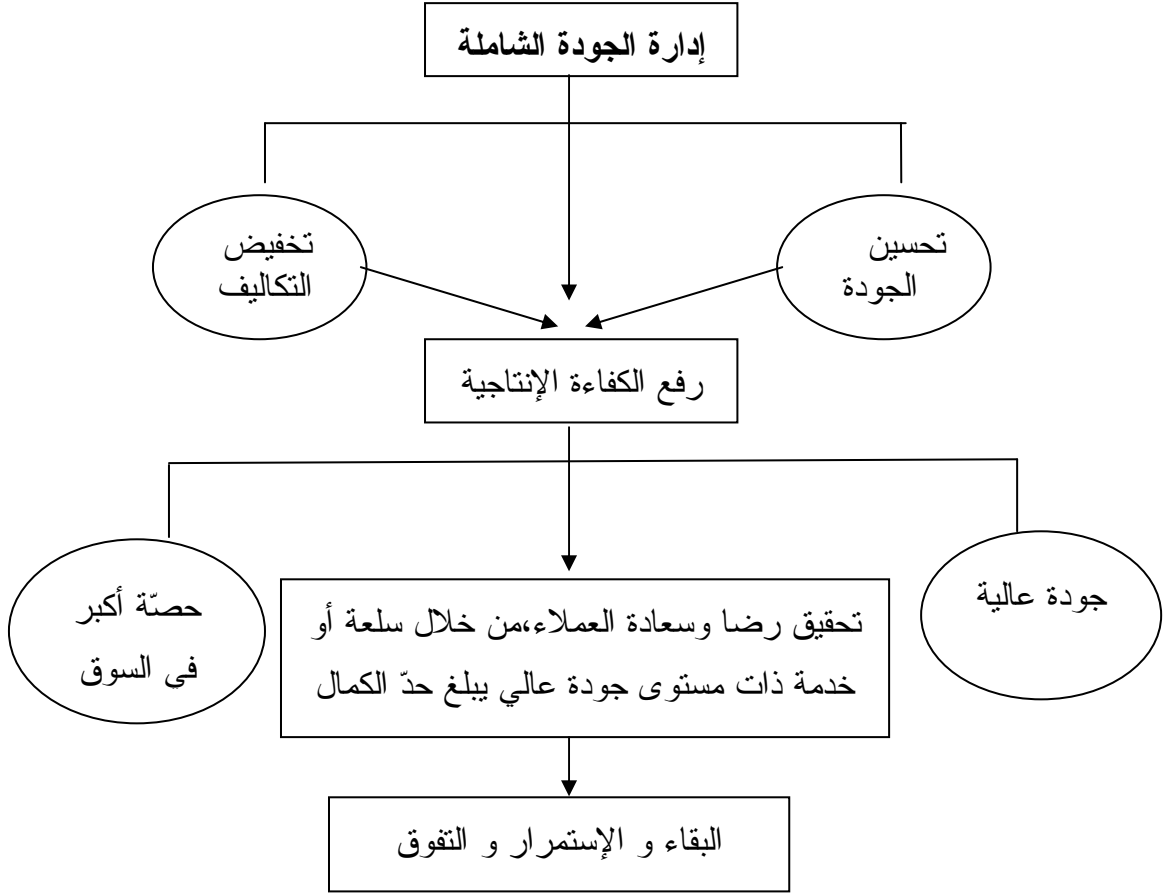 إدارة الجودة الشاملة
تحسين
الجودة
تخفيض
التكاليف
رفع الكفاءة الإنتاجية
جودة عالية
تحقيق رضا وسعادة العملاء،من خلال سلعة أو
خدمة ذات مستوى جودة عالي يبلغ حدّ الكمال
حصّة أكبر
في السوق
البقاء و الإستمرار و التفوق